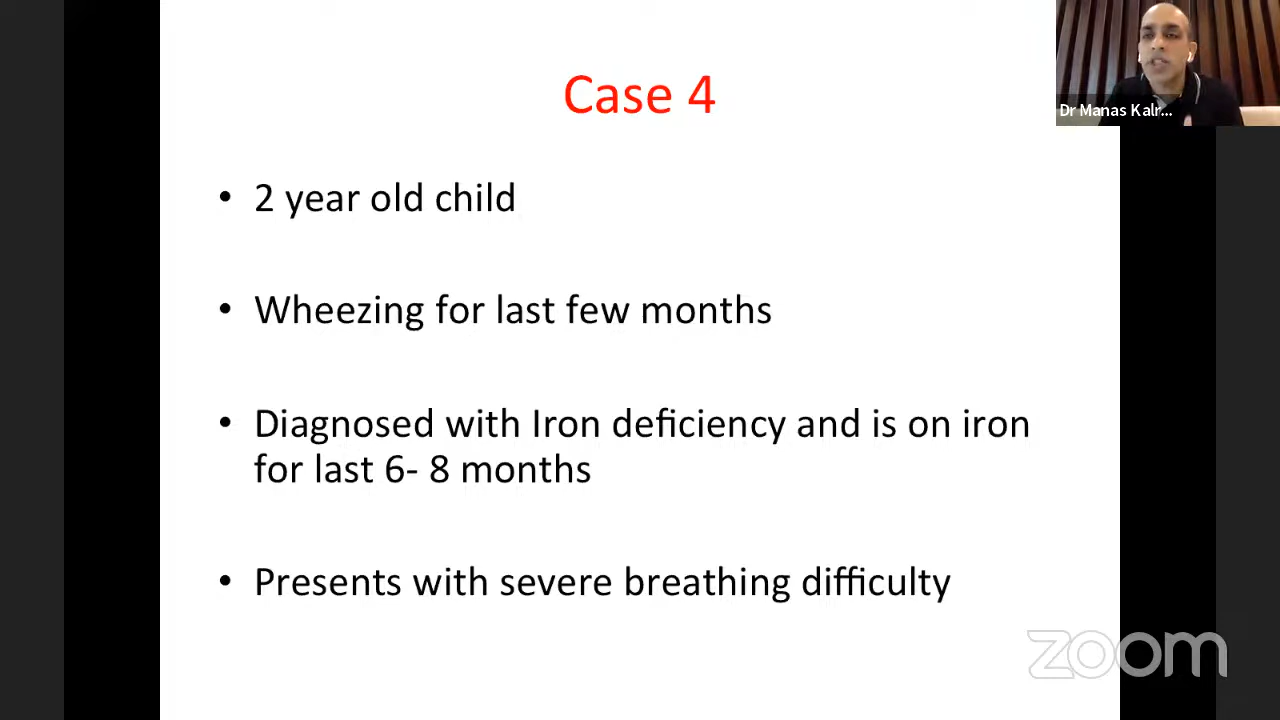 Case 4
• 2 year old child
• Wheezing for last few months
• Diagnosed with Iron deficiency and is on iron
for last 6- 8 months
• Presents with severe breathing difficulty
Dr Manas Kalr...
zoom